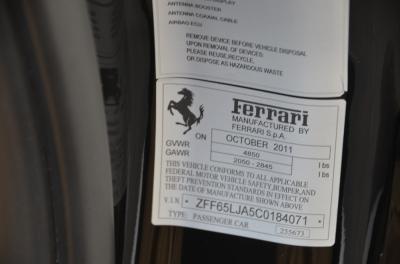 DISPLAY
ANTENNA BOOSTER
ANTENNA COAXIAL CABLE
AIRBAG ECU
REMOVE DEVICE BEFORE VEHICLE DISPOSAL
UPON REMOVAL OF DEVICES:
PLEASE REUSE,RECYCLE,
OR DISPOSE AS HAZARDOUS WASTE
Ferrari
MANUFACTURED BY
FERRARI S.p.A.
ON OCTOBER 2011
GVWR 4850 lbs
GAWR 2050 - 2845 lbs
THIS VEHICLE CONFORMS TO ALL APPLICABLE
FEDERAL MOTOR VEHICLE SAFETY,BUMPER,AND
THEFT PREVENTION STANDARDS IN EFFECT ON
THE DATE OF MANUFACTURE SHOWN ABOVE
V.I.N. ZFF65LJA5C0184071
TYPE: PASSENGER CAR 255673